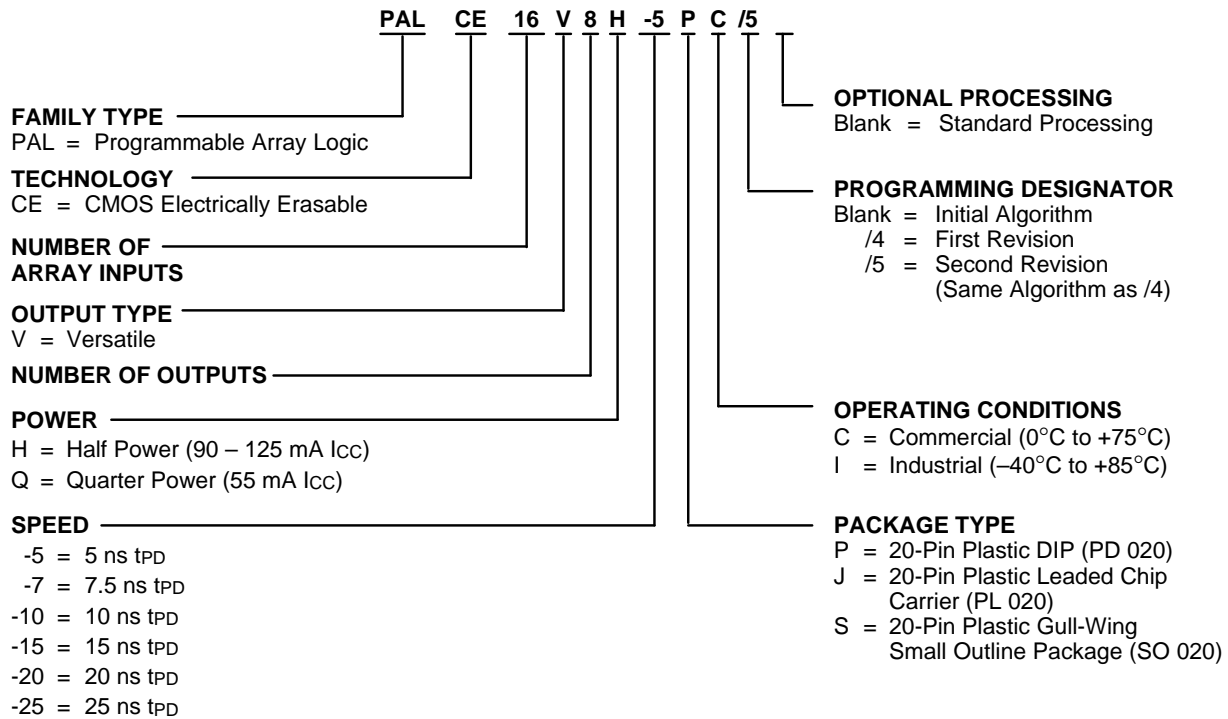 PAL CE 16 V 8 H -5 P C /5
FAMILY TYPE
PAL = Programmable Array Logic
TECHNOLOGY
CE = CMOS Electrically Erasable
NUMBER OF
ARRAY INPUTS
OUTPUT TYPE
V = Versatile
NUMBER OF OUTPUTS
POWER
H = Half Power (90 – 125 mA ICC)
Q = Quarter Power (55 mA ICC)
SPEED
-5 = 5 ns tPD
-7 = 7.5 ns tPD
-10 = 10 ns tPD
-15 = 15 ns tPD
-20 = 20 ns tPD
-25 = 25 ns tPD
OPTIONAL PROCESSING
Blank = Standard Processing
PROGRAMMING DESIGNATOR
Blank = Initial Algorithm
/4 = First Revision
/5 = Second Revision
(Same Algorithm as /4)
OPERATING CONDITIONS
C = Commercial (0°C to +75°C)
I = Industrial (–40°C to +85°C)
PACKAGE TYPE
P = 20-Pin Plastic DIP (PD 020)
J = 20-Pin Plastic Leaded Chip
Carrier (PL 020)
S = 20-Pin Plastic Gull-Wing
Small Outline Package (SO 020)